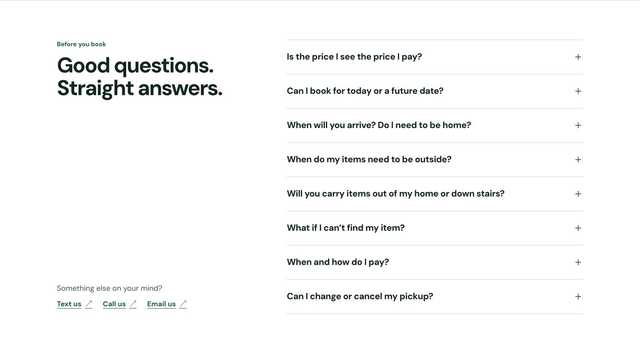 Before you book
Good questions.
Straight answers.
Something else on your mind?
Text us
Call us
Email us
Is the price I see the price I pay?
Can I book for today or a future date?
When will you arrive? Do I need to be home?
When do my items need to be outside?
Will you carry items out of my home or down stairs?
What if I can’t find my item?
When and how do I pay?
Can I change or cancel my pickup?